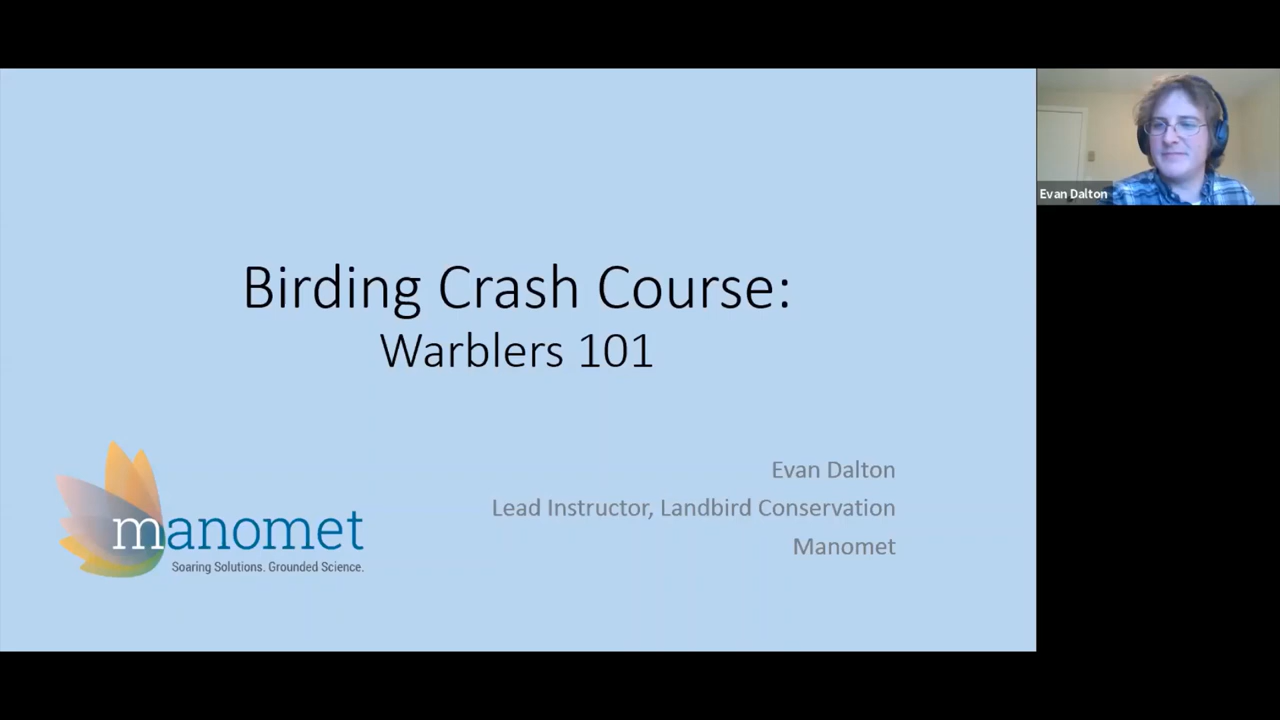 Birding Crash Course:
Warblers 101
Evan Dalton
Lead Instructor, Landbird Conservation
Manomet
manomet
Soaring Solutions. Grounded Science.
Evan Dalton